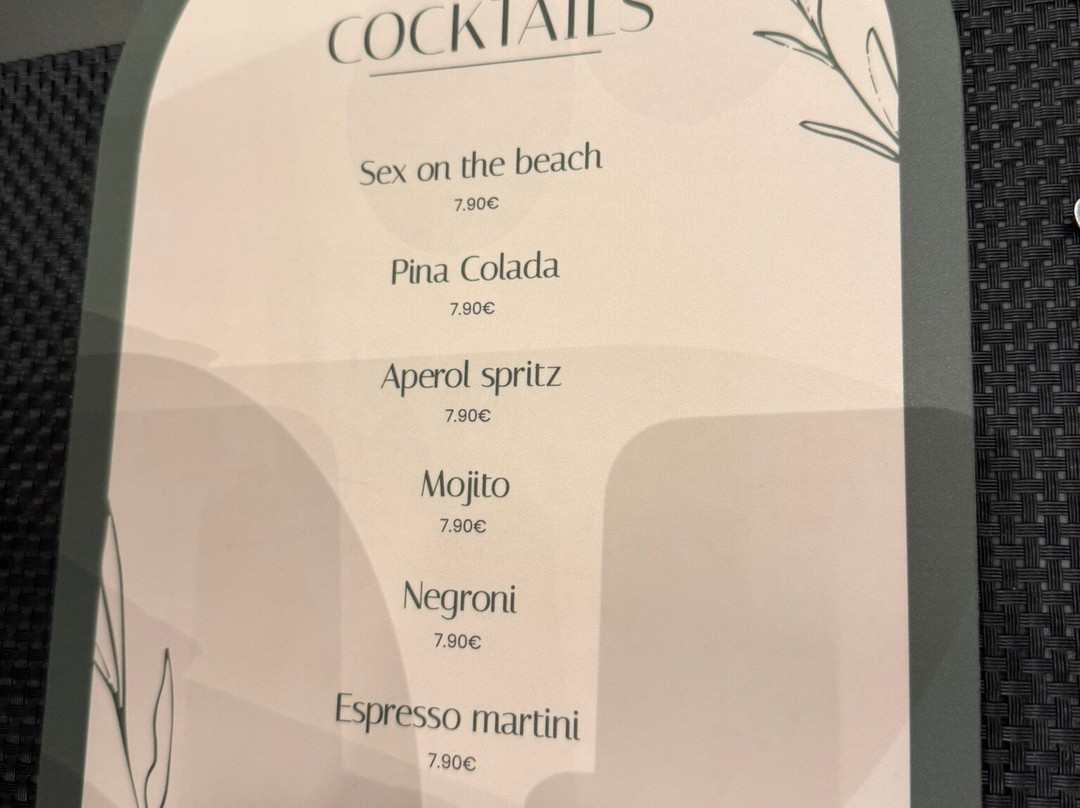 COCKTAILS
Sex on the beach
7.90€
Pina Colada
7.90€
Aperol spritz
7.90€
Mojito
7.90€
Negroni
7.90€
Espresso martini
7.90€